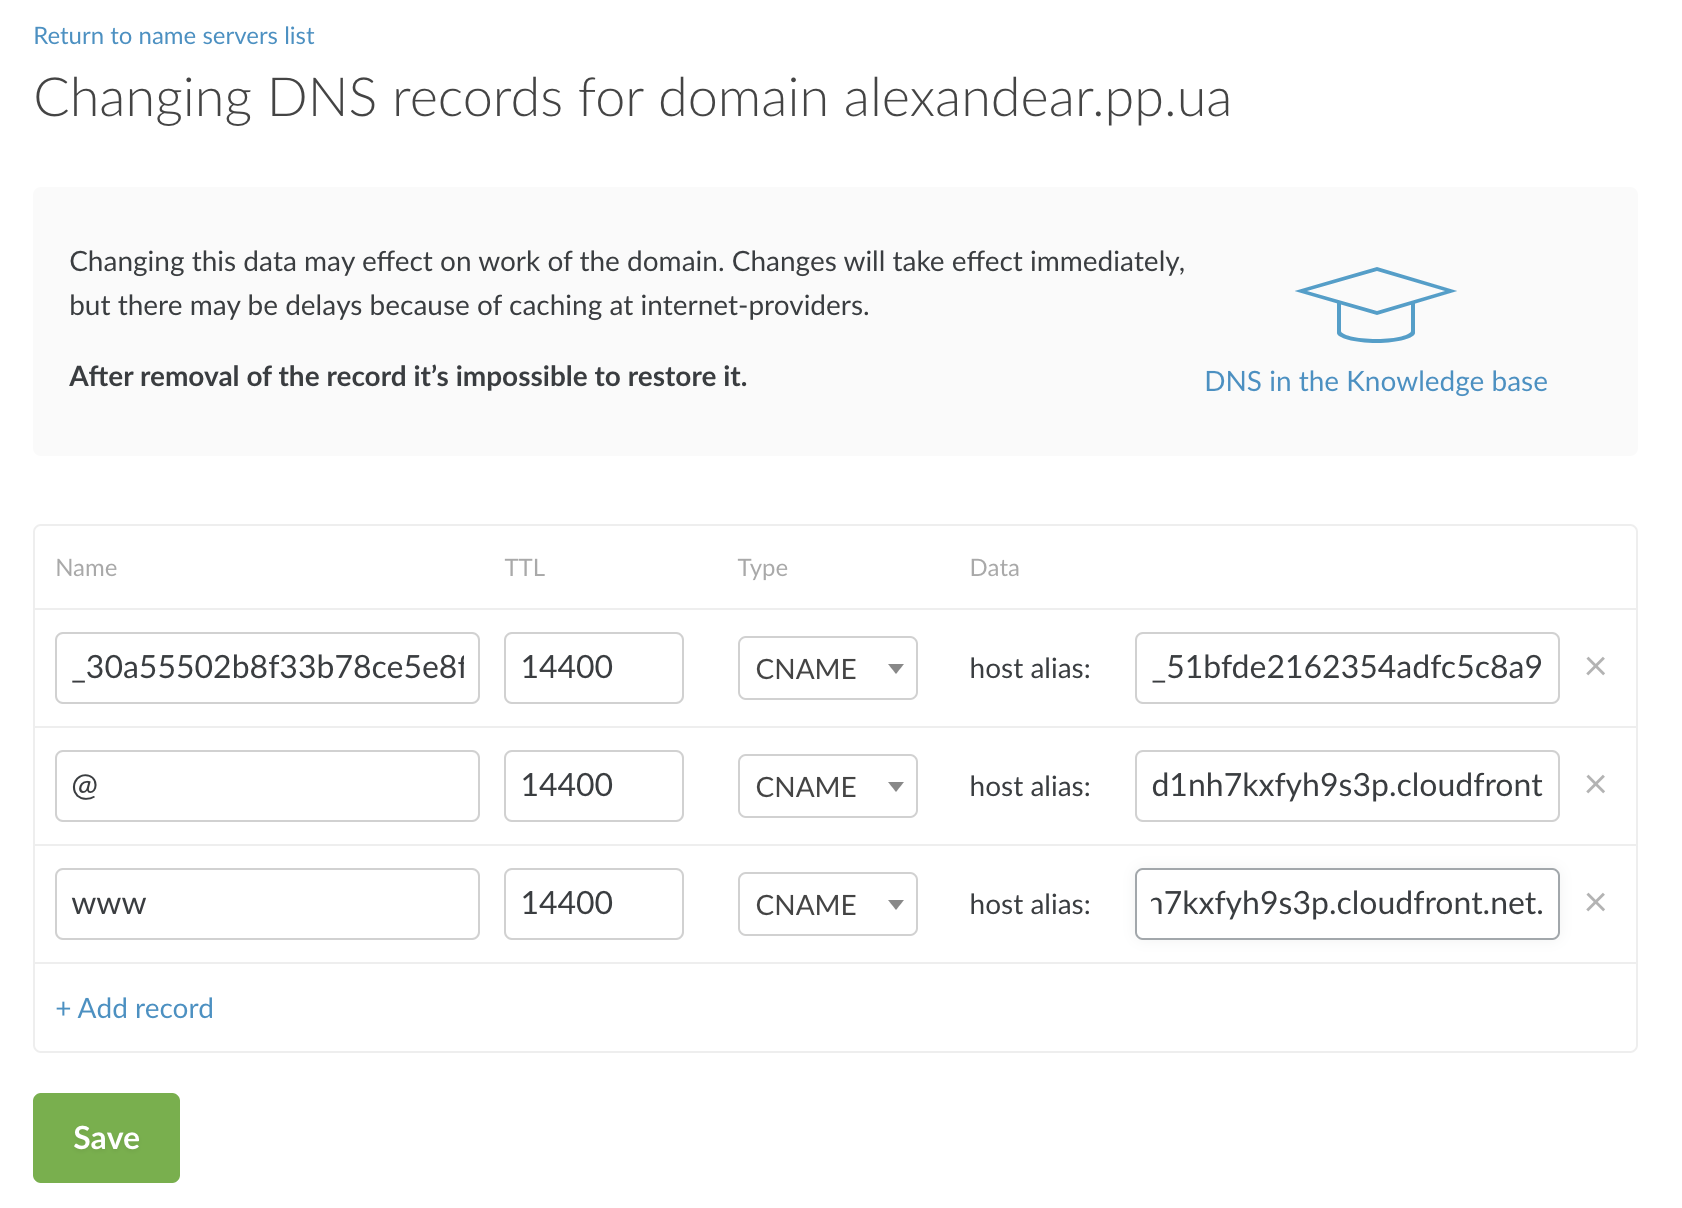 Return to name servers list
Changing DNS records for domain alexandear.pp.ua
Changing this data may effect on work of the domain. Changes will take effect immediately,
but there may be delays because of caching at internet-providers.
After removal of the record it’s impossible to restore it.
DNS in the Knowledge base
Name TTL Type Data
_30a55502b8f33b78ce5e8f 14400 CNAME host alias: _51bfde2162354adfc5c8a9
@ 14400 CNAME host alias: d1nh7kxfyh9s3p.cloudfront
www 14400 CNAME host alias: h7kxfyh9s3p.cloudfront.net.
+ Add record
Save